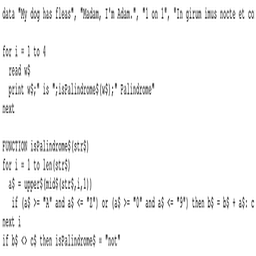 data "My dog has fleas", "Madam, I'm Adam.", "1 on 1", "In girum imus nocte et co
for i = 1 to 4
read w$
print w$;" is ";isPalindrome$(w$);" Palindrome"
next
FUNCTION isPalindrome$(str$)
for i = 1 to len(str$)
a$ = upper$(mid$(str$,i,1))
if (a$ >= "A" and a$ <= "Z") or (a$ >= "0" and a$ <= "9") then b$ = b$ + a$: c
next i
if b$ <> c$ then isPalindrome$ = "not"